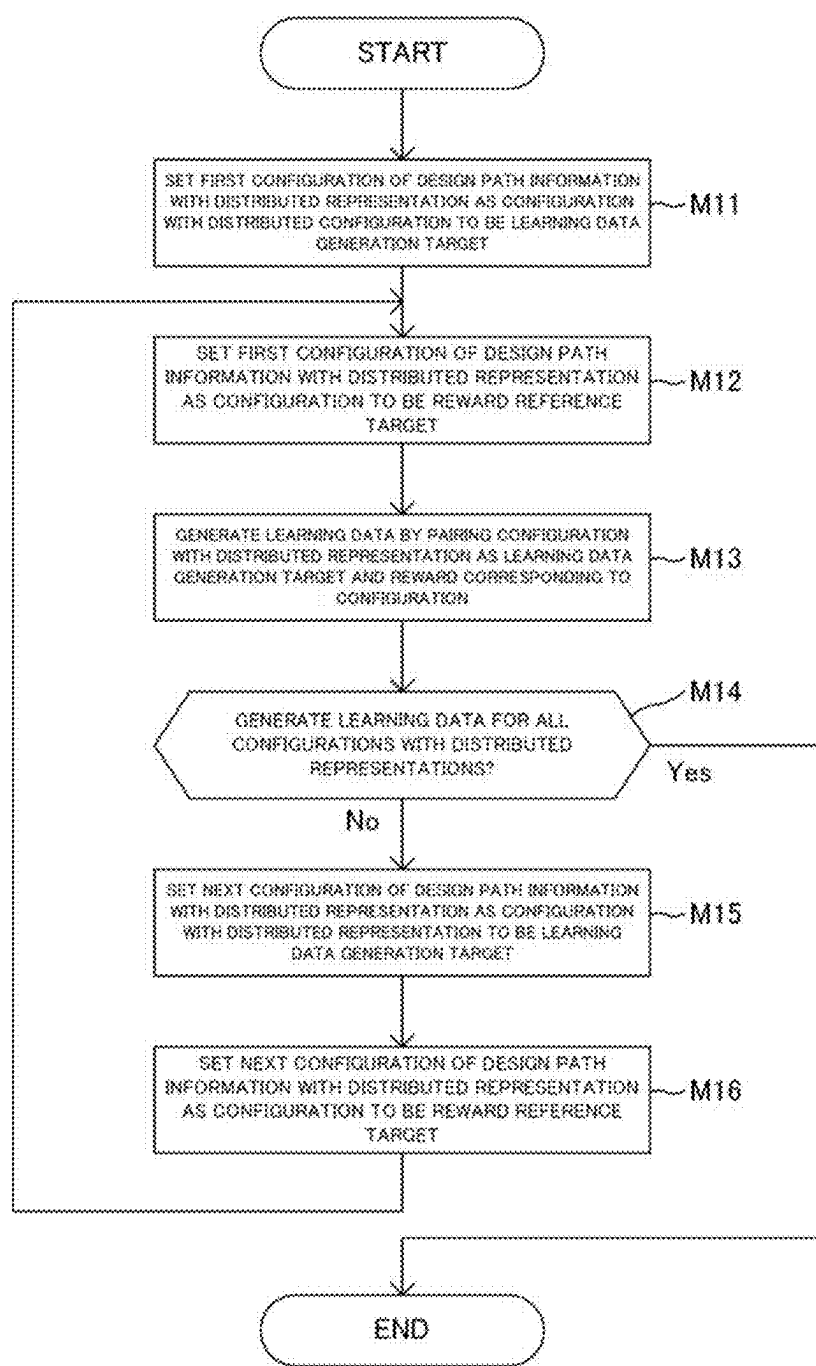 START
SET FIRST CONFIGURATION OF DESIGN PATH INFORMATION
WITH DISTRIBUTED REPRESENTATION AS CONFIGURATION
WITH DISTRIBUTED CONFIGURATION TO BE LEARNING DATA
GENERATION TARGET
M11
SET FIRST CONFIGURATION OF DESIGN PATH
INFORMATION WITH DISTRIBUTED REPRESENTATION
AS CONFIGURATION TO BE REWARD REFERENCE
TARGET
M12
GENERATE LEARNING DATA BY PAIRING CONFIGURATION
WITH DISTRIBUTED REPRESENTATION AS LEARNING DATA
GENERATION TARGET AND REWARD CORRESPONDING TO
CONFIGURATION
M13
GENERATE LEARNING DATA FOR ALL
CONFIGURATIONS WITH DISTRIBUTED
REPRESENTATIONS?
M14
Yes
No
SET NEXT CONFIGURATION OF DESIGN PATH INFORMATION
WITH DISTRIBUTED REPRESENTATION AS CONFIGURATION
WITH DISTRIBUTED REPRESENTATION TO BE LEARNING
DATA GENERATION TARGET
M15
SET NEXT CONFIGURATION OF DESIGN PATH
INFORMATION WITH DISTRIBUTED REPRESENTATION
AS CONFIGURATION TO BE REWARD REFERENCE
TARGET
M16
END